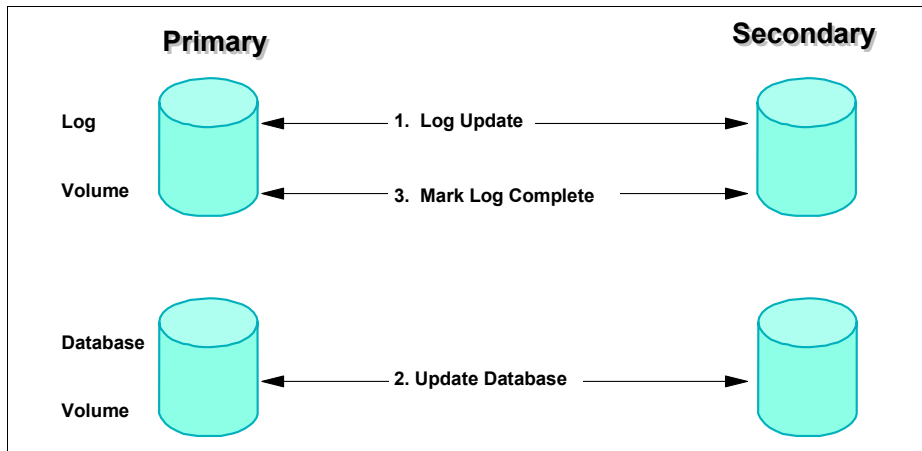 Primary
Secondary
Log
1. Log Update
Volume
3. Mark Log Complete
Database
2. Update Database
Volume